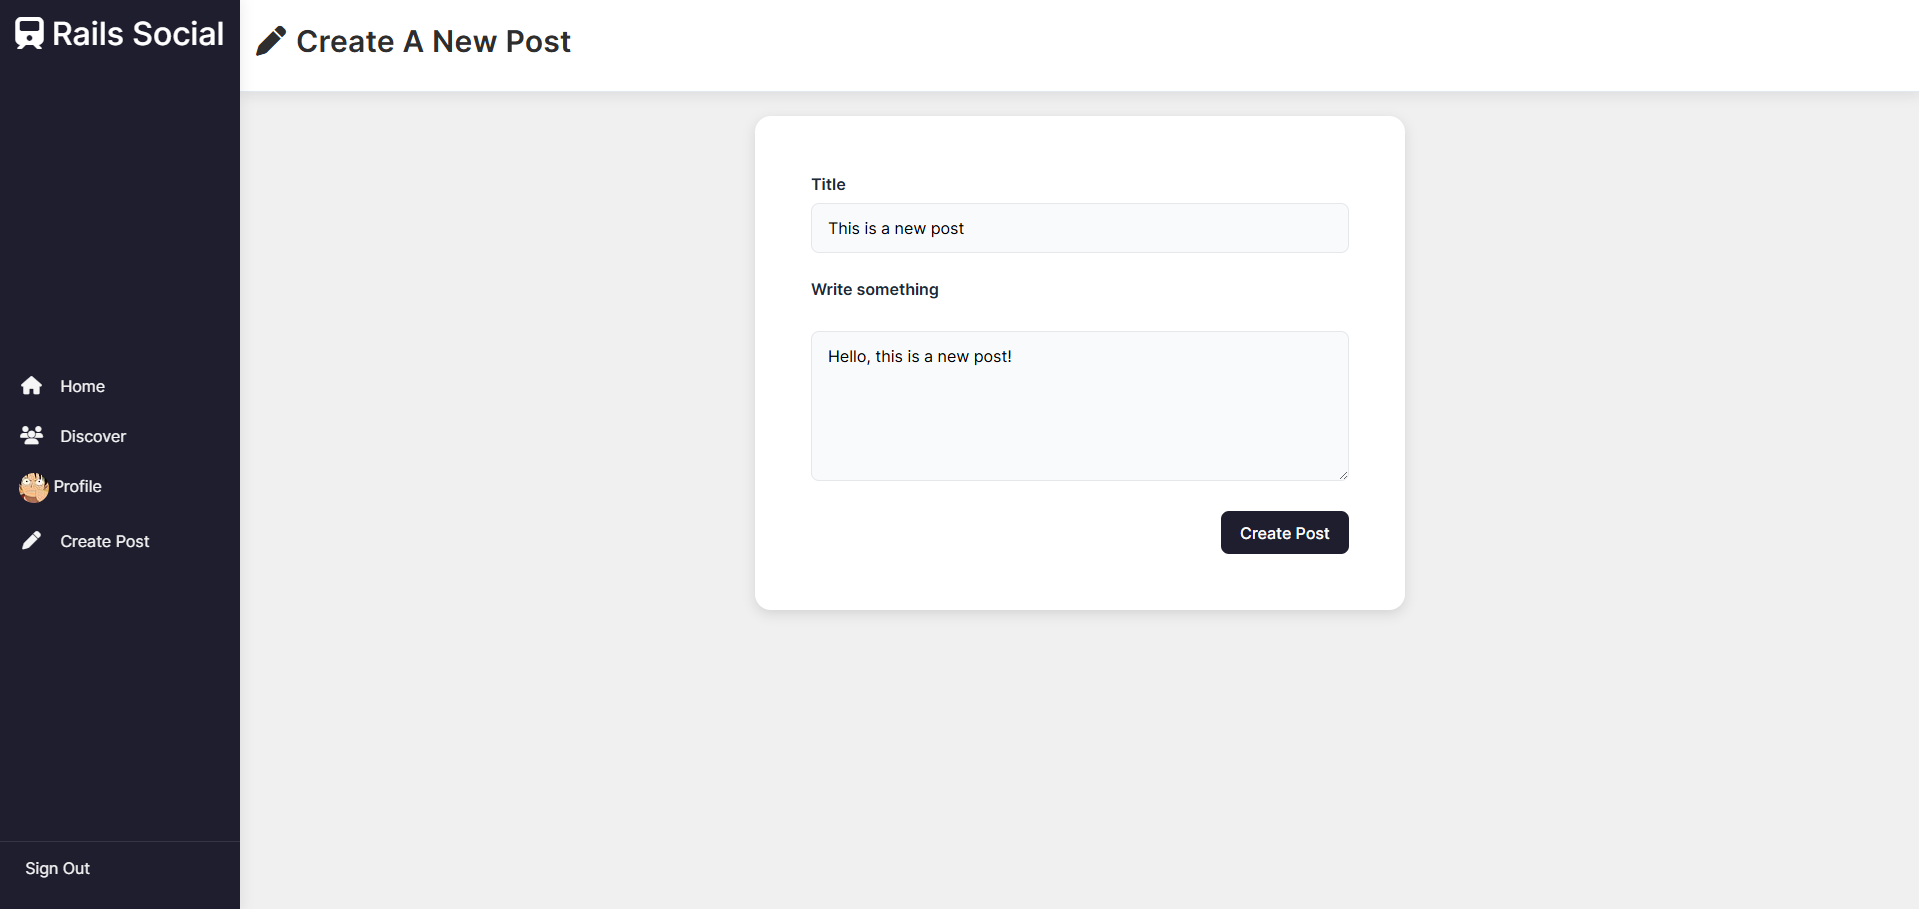 Rails Social
Create A New Post
Title
This is a new post
Write something
Hello, this is a new post!
Create Post
Home
Discover
Profile
Create Post
Sign Out